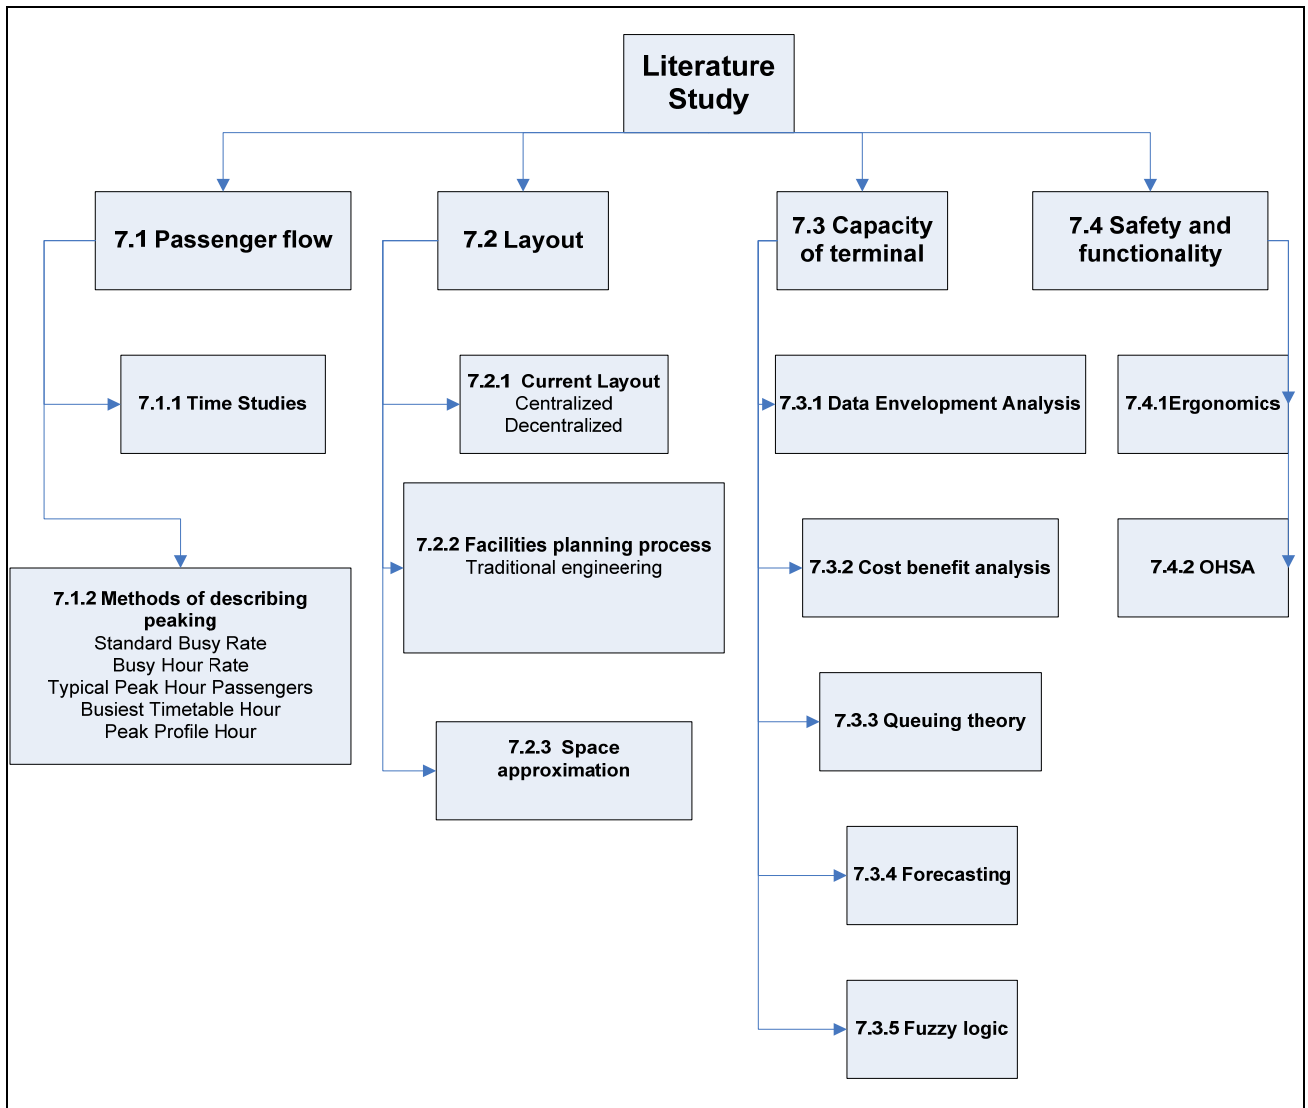 Literature
Study
7.1 Passenger flow
7.2 Layout
7.3 Capacity
of terminal
7.4 Safety and
functionality
7.1.1 Time Studies
7.2.1 Current Layout
Centralized
Decentralized
7.3.1 Data Envelopment Analysis
7.4.1Ergonomics
7.1.2 Methods of describing
peaking
Standard Busy Rate
Busy Hour Rate
Typical Peak Hour Passengers
Busiest Timetable Hour
Peak Profile Hour
7.2.2 Facilities planning process
Traditional engineering
7.3.2 Cost benefit analysis
7.4.2 OHSA
7.2.3 Space
approximation
7.3.3 Queuing theory
7.3.4 Forecasting
7.3.5 Fuzzy logic